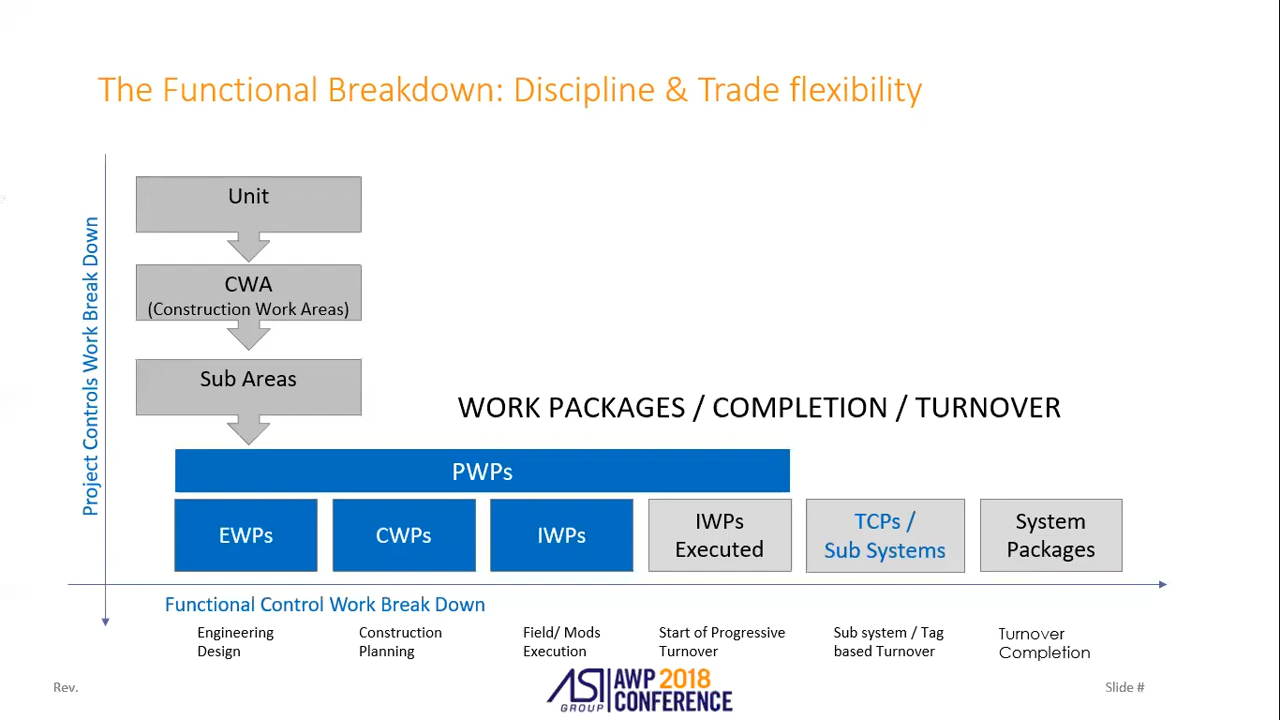 The Functional Breakdown: Discipline & Trade flexibility
Project Controls Work Break Down
Unit
CWA
(Construction Work Areas)
Sub Areas
WORK PACKAGES / COMPLETION / TURNOVER
PWPs
EWPs
CWPs
IWPs
IWPs
Executed
TCPs /
Sub Systems
System
Packages
Functional Control Work Break Down
Engineering
Design
Construction
Planning
Field/ Mods
Execution
Start of Progressive
Turnover
Sub system / Tag
based Turnover
Turnover
Completion
Rev.
ASI
GROUP
AWP 2018
CONFERENCE
Slide #